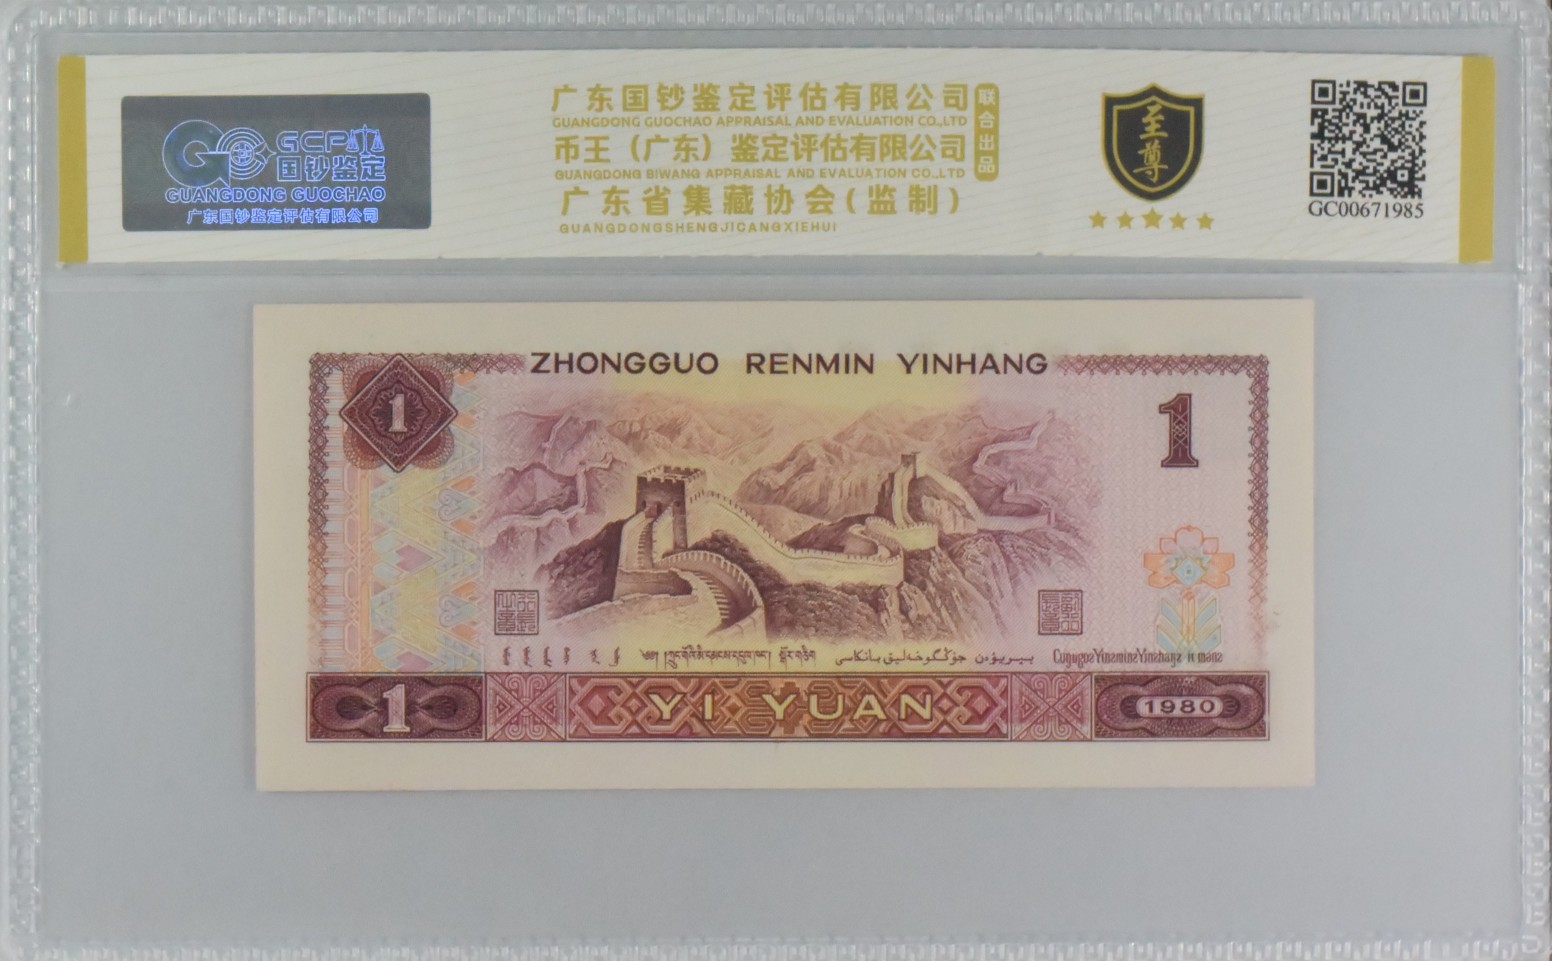 GCP
国钞鉴定
GUANGDONG GUOCHAO
广东国钞鉴定评估有限公司
广东国钞鉴定评估有限公司
GUANGDONG GUOCHAO APPRAISAL AND EVALUATION CO.,LTD
币王（广东）鉴定评估有限公司
GUANGDONG BIWANG APPRAISAL AND EVALUATION CO.,LTD
联合出品
广东省集藏协会(监制)
GUANGDONGSHENGJICANGXIEHUI
至尊
GC00671985
ZHONGGUO RENMIN YINHANG
1
1
1
YI YUAN
1980